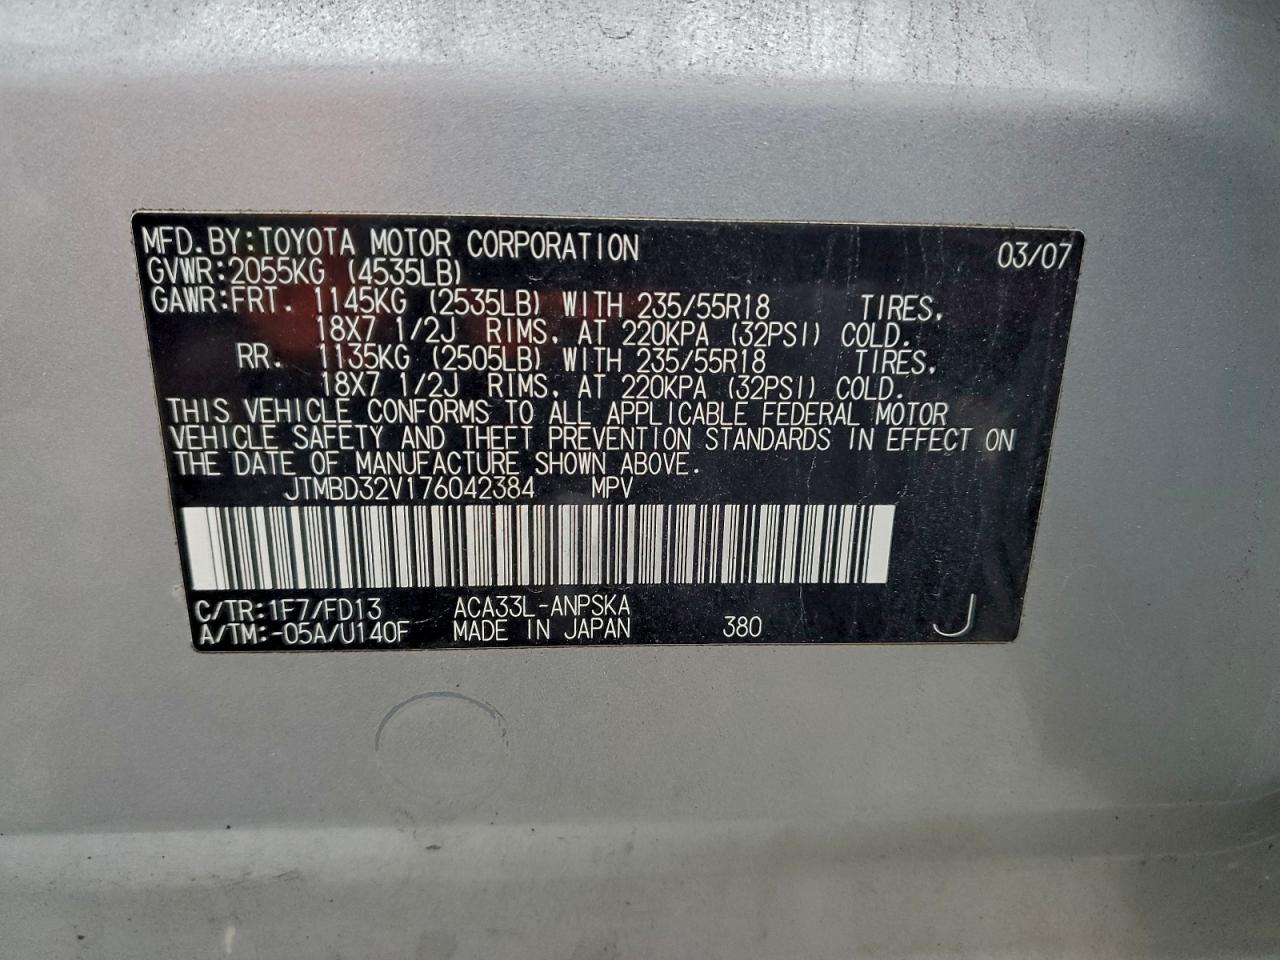 MFD.BY:TOYOTA MOTOR CORPORATION 03/07
GVWR:2055KG (4535LB)
GAWR:FRT. 1145KG (2535LB) WITH 235/55R18 TIRES,
18X7 1/2J RIMS, AT 220KPA (32PSI) COLD.
RR. 1135KG (2505LB) WITH 235/55R18 TIRES,
18X7 1/2J RIMS, AT 220KPA (32PSI) COLD.
THIS VEHICLE CONFORMS TO ALL APPLICABLE FEDERAL MOTOR
VEHICLE SAFETY AND THEFT PREVENTION STANDARDS IN EFFECT ON
THE DATE OF MANUFACTURE SHOWN ABOVE.
JTMBD32V176042384 MPV
C/TR:1F7/FD13 ACA33L-ANPSKA
A/TM:-05A/U140F MADE IN JAPAN 380 J